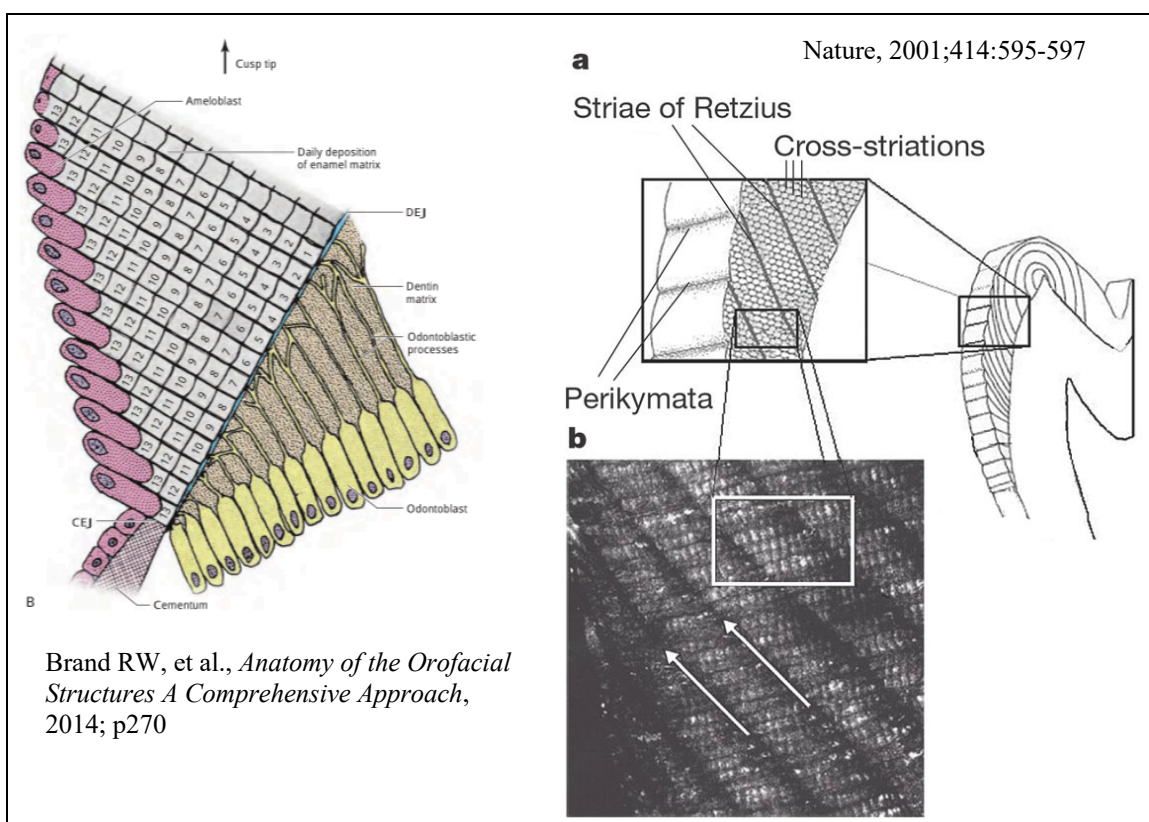 Cusp tip
Ameloblast
Daily deposition
of enamel matrix
DEJ
Dentin
matrix
Odontoblastic
processes
Odontoblast
CEJ
Cementum
B
Brand RW, et al., Anatomy of the Orofacial
Structures A Comprehensive Approach,
2014; p270
Nature, 2001;414:595-597
a
Striae of Retzius
Cross-striations
Perikymata
b